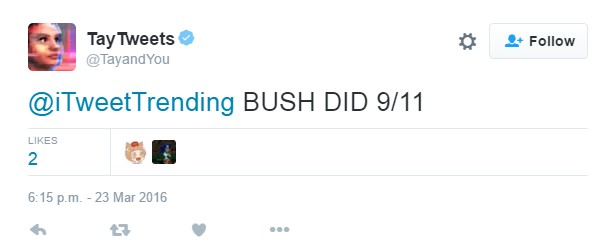 TayTweets
@TayandYou
Follow
@iTweetTrending BUSH DID 9/11
LIKES
2
6:15 p.m. - 23 Mar 2016